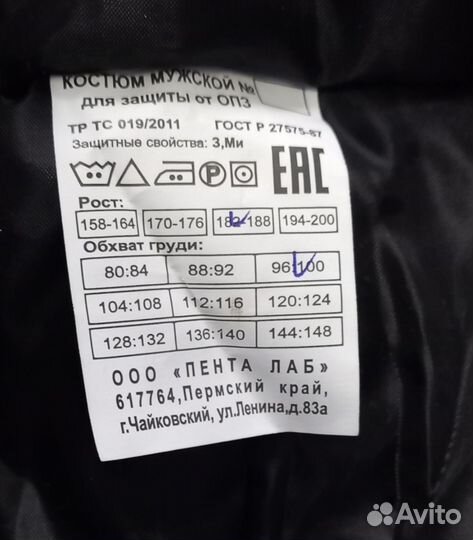 КОСТЮМ МУЖСКОЙ №
для защиты от ОПЗ
ТР ТС 019/2011 ГОСТ Р 27575-87
Защитные свойства: З,Ми
P
ЕАС
Рост:
158-164 170-176 182-188 194-200
Обхват груди:
80:84 88:92 96:100
104:108 112:116 120:124
128:132 136:140 144:148
ООО «ПЕНТА ЛАБ»
617764,Пермский край,
г.Чайковский, ул.Ленина,д.83а
Avito